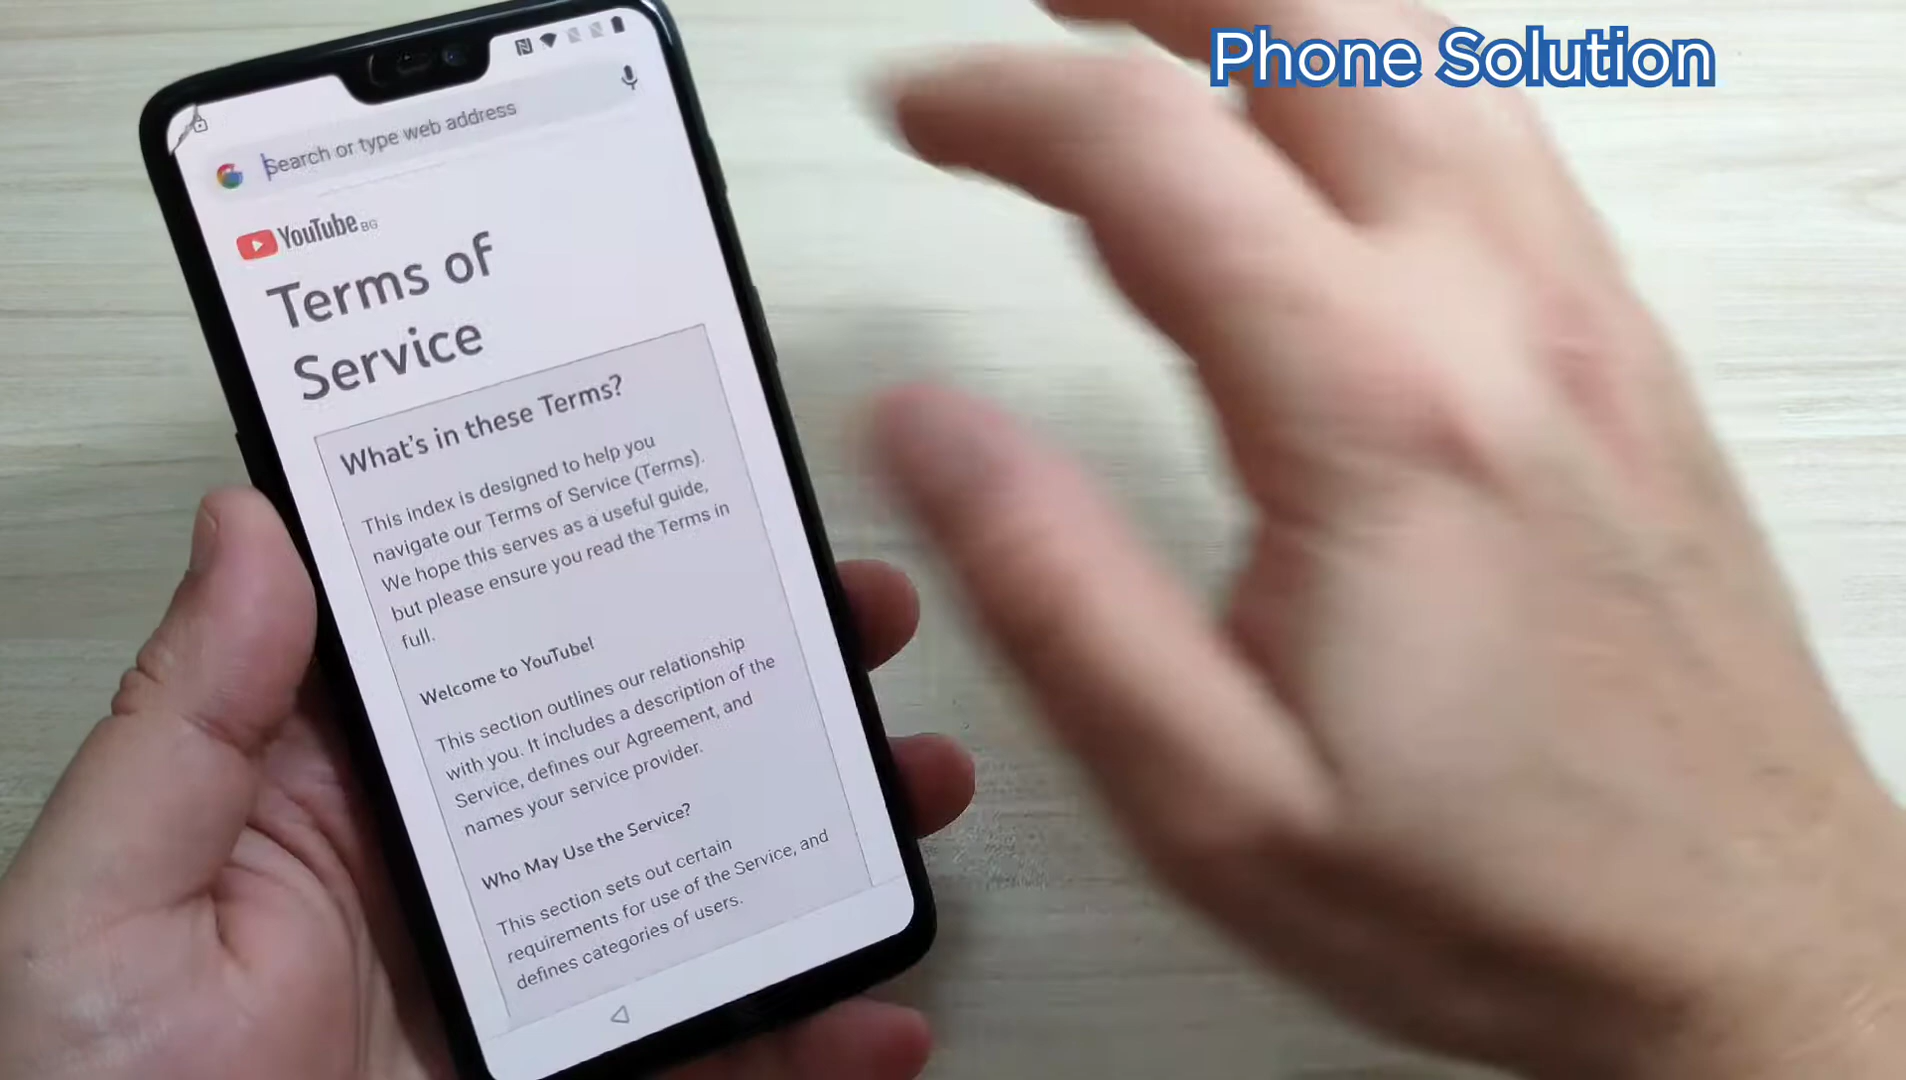 Phone Solution
Search or type web address
YouTube BG
Terms of
Service
What's in these Terms?
This index is designed to help you
navigate our Terms of Service (Terms).
We hope this serves as a useful guide,
but please ensure you read the Terms in
full.
Welcome to YouTube!
This section outlines our relationship
with you. It includes a description of the
Service, defines our Agreement, and
names your service provider.
Who May Use the Service?
This section sets out certain
requirements for use of the Service, and
defines categories of users.